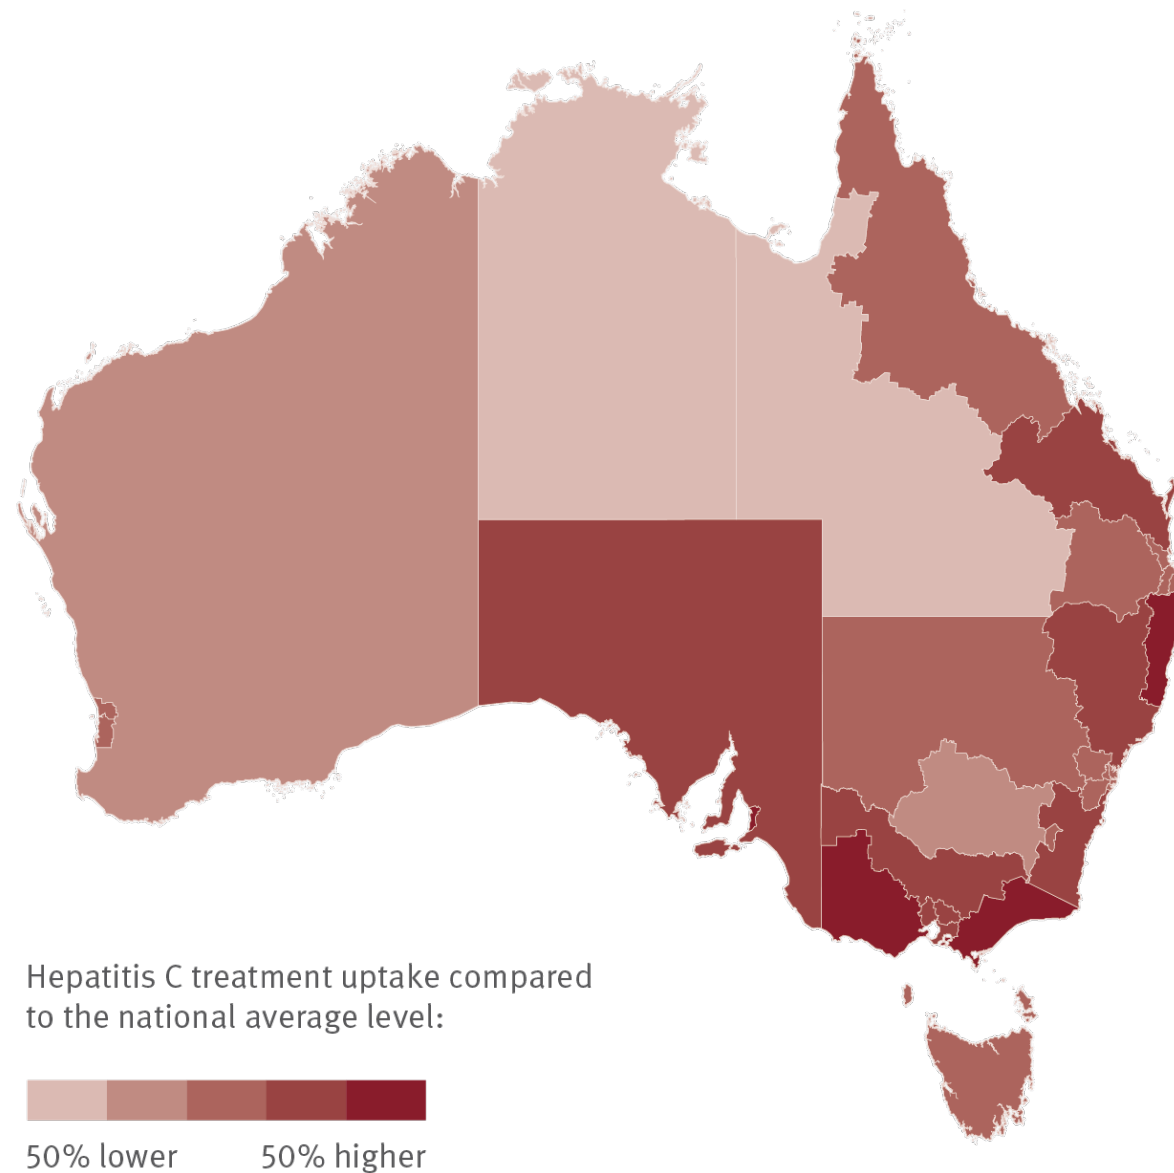 Hepatitis C treatment uptake compared
to the national average level:
50% lower 50% higher